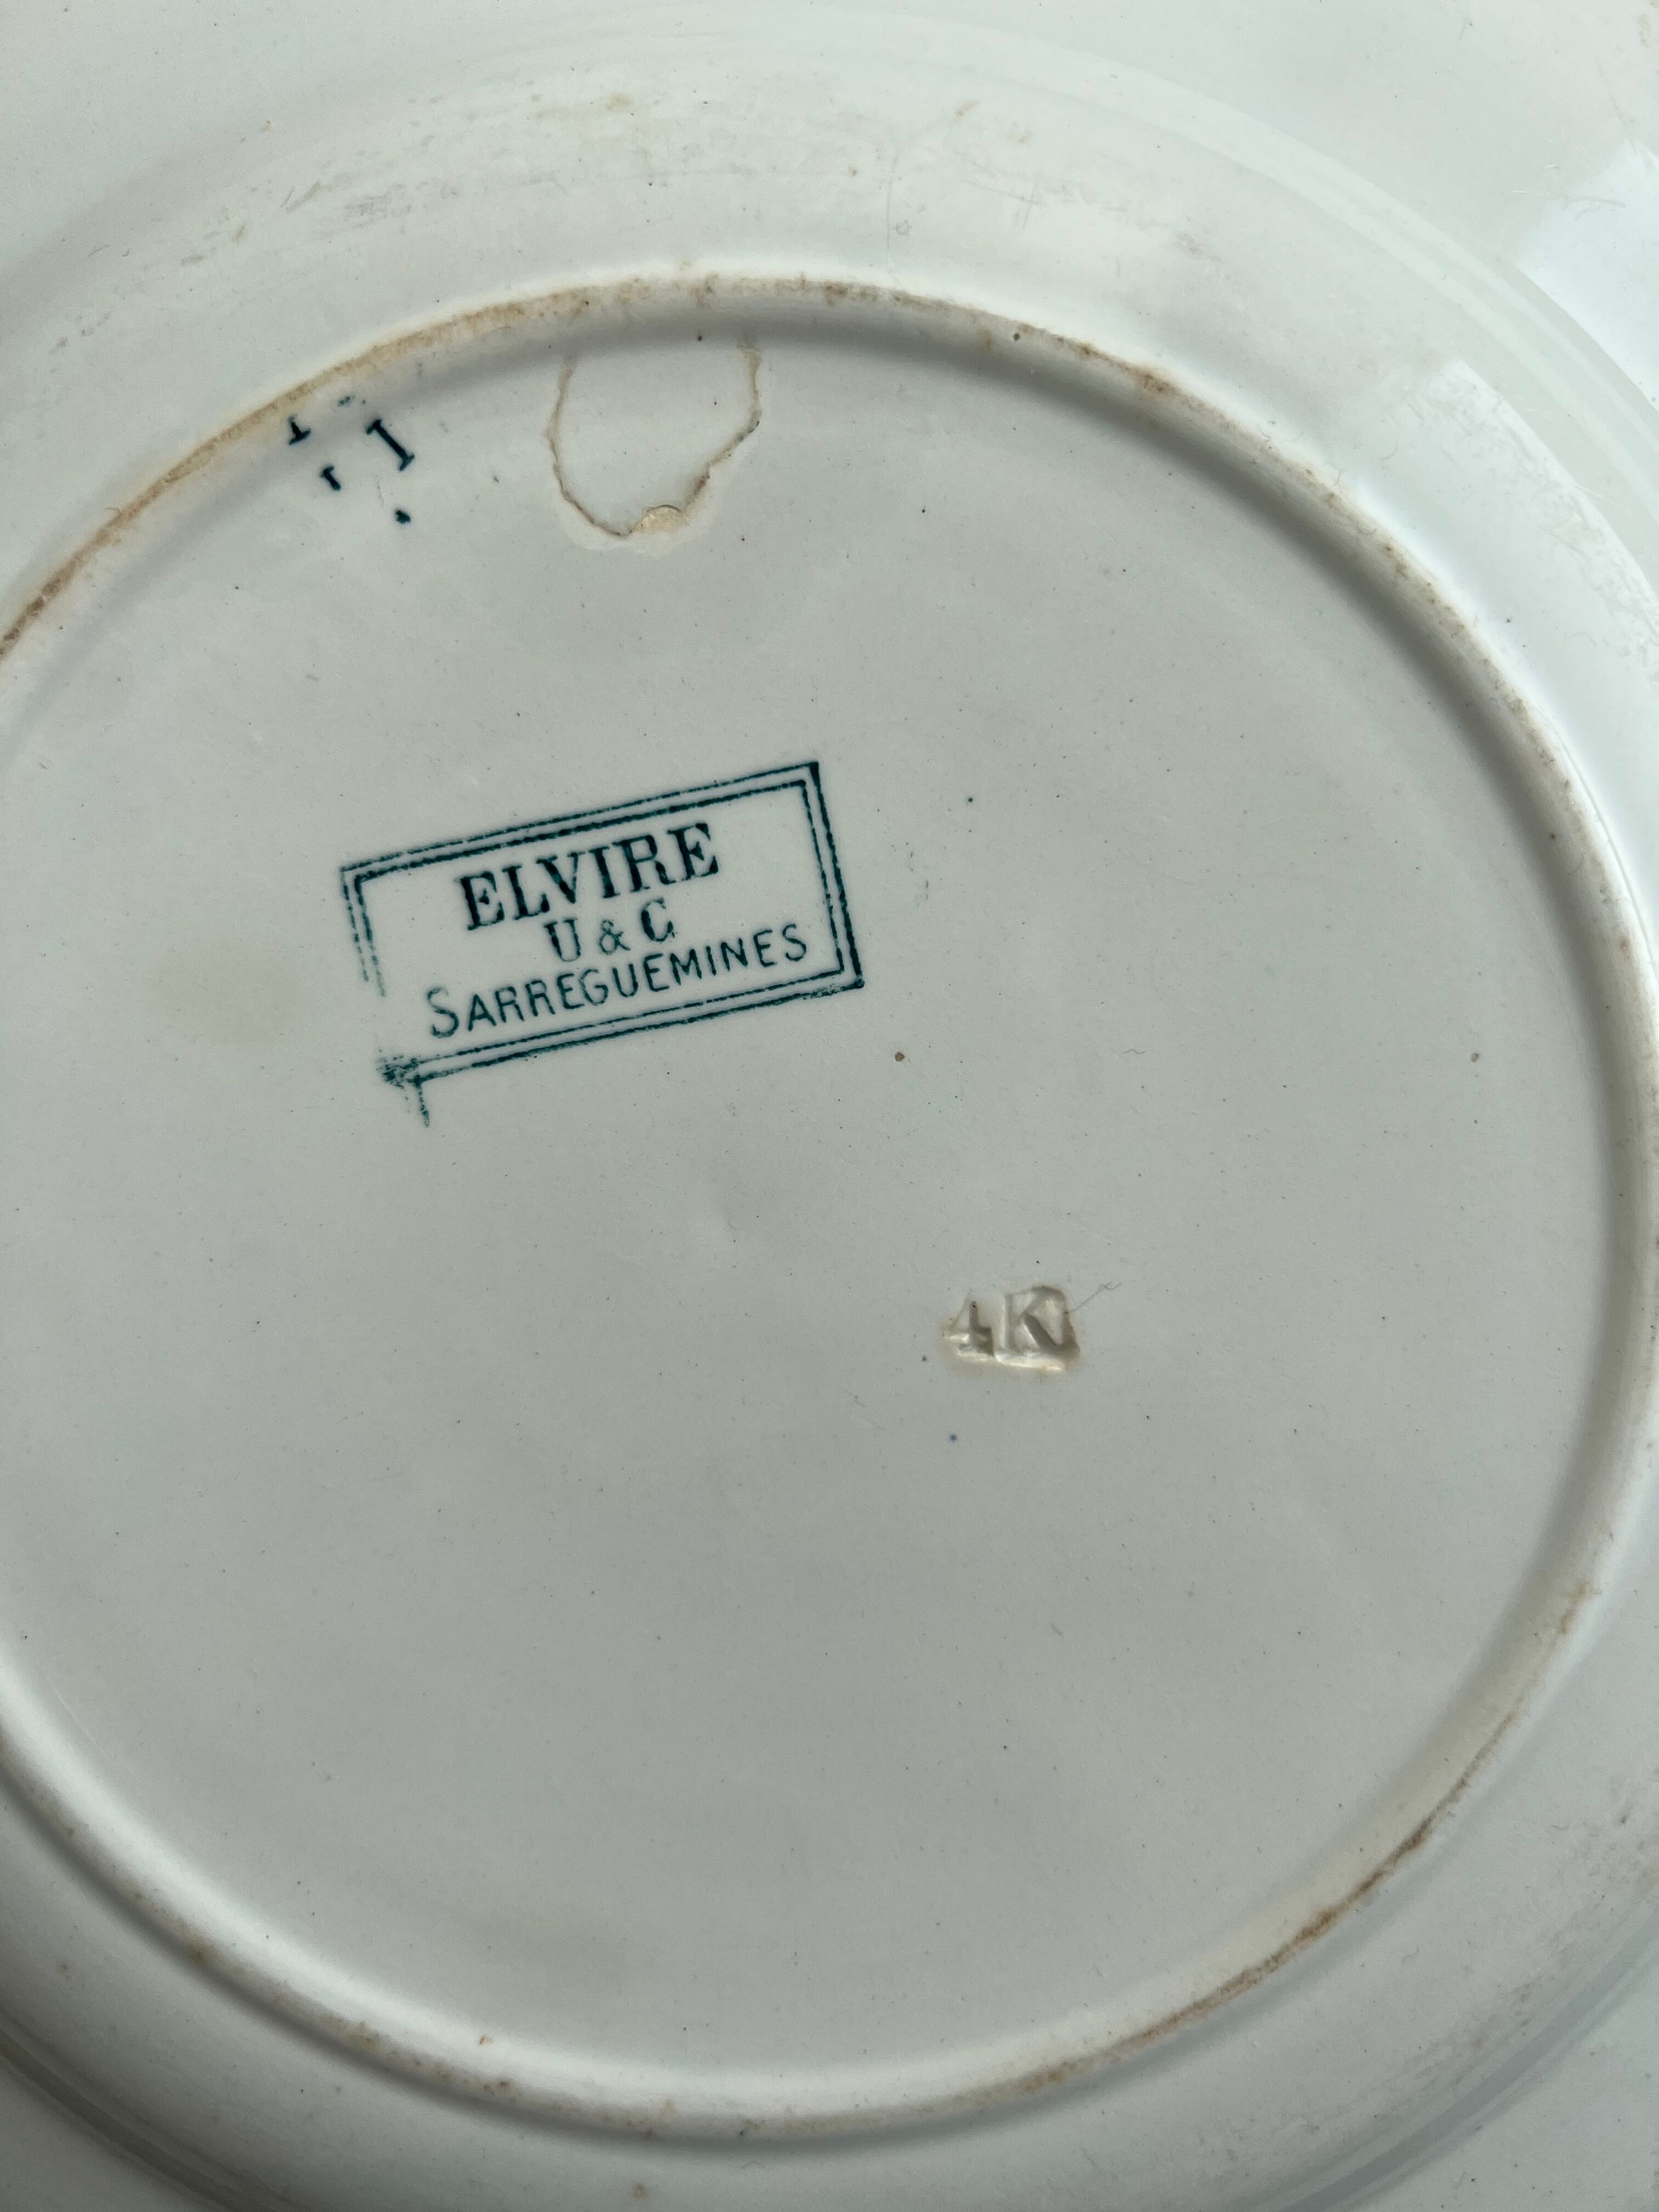 I
ELVIRE
U & C
SARREGUEMINES
4K